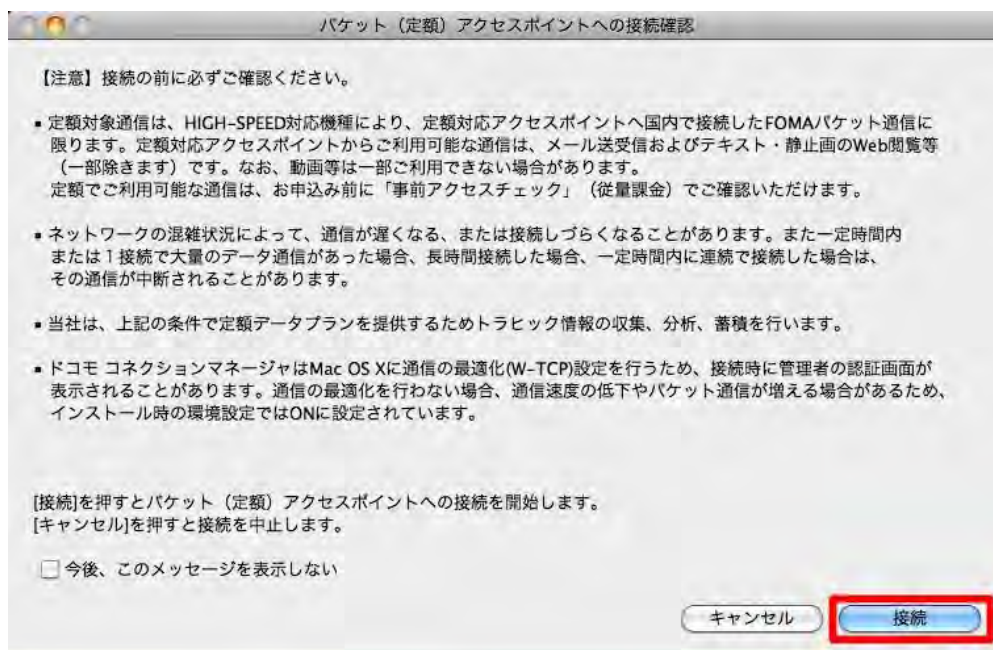 パケット（定額）アクセスポイントへの接続確認
【注意】接続の前に必ずご確認ください。
▪ 定額対象通信は、HIGH-SPEED対応機種により、定額対応アクセスポイントへ国内で接続したFOMAパケット通信に
限ります。定額対応アクセスポイントからご利用可能な通信は、メール送受信およびテキスト・静止画のWeb閲覧等
（一部除きます）です。なお、動画等は一部ご利用できない場合があります。
定額でご利用可能な通信は、お申込み前に「事前アクセスチェック」（従量課金）でご確認いただけます。
▪ ネットワークの混雑状況によって、通信が遅くなる、または接続しづらくなることがあります。また一定時間内
または1接続で大量のデータ通信があった場合、長時間接続した場合、一定時間内に連続で接続した場合は、
その通信が中断されることがあります。
▪ 当社は、上記の条件で定額データプランを提供するためトラヒック情報の収集、分析、蓄積を行います。
▪ ドコモ コネクションマネージャはMac OS Xに通信の最適化(W-TCP)設定を行うため、接続時に管理者の認証画面が
表示されることがあります。通信の最適化を行わない場合、通信速度の低下やパケット通信が増える場合があるため、
インストール時の環境設定ではONに設定されています。
[接続]を押すとパケット（定額）アクセスポイントへの接続を開始します。
[キャンセル]を押すと接続を中止します。
今後、このメッセージを表示しない
キャンセル
接続